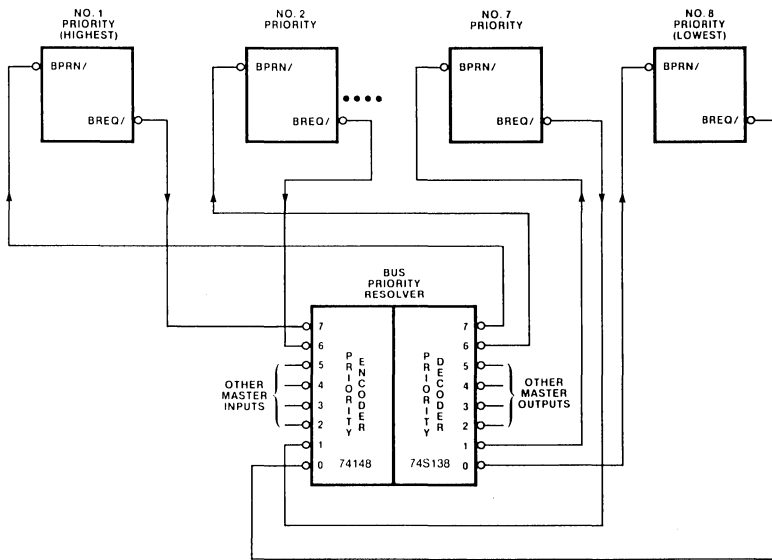 NO. 1
PRIORITY
(HIGHEST)
NO. 2
PRIORITY
NO. 7
PRIORITY
NO. 8
PRIORITY
(LOWEST)
BPRN/
BREQ/
BPRN/
BREQ/
BPRN/
BREQ/
BPRN/
BREQ/
BUS
PRIORITY
RESOLVER
7
6
5
4
3
2
1
0
OTHER
MASTER
INPUTS
PRIORITY
ENCODER
74148
PRIORITY
DECODER
74S138
7
6
5
4
3
2
1
0
OTHER
MASTER
OUTPUTS